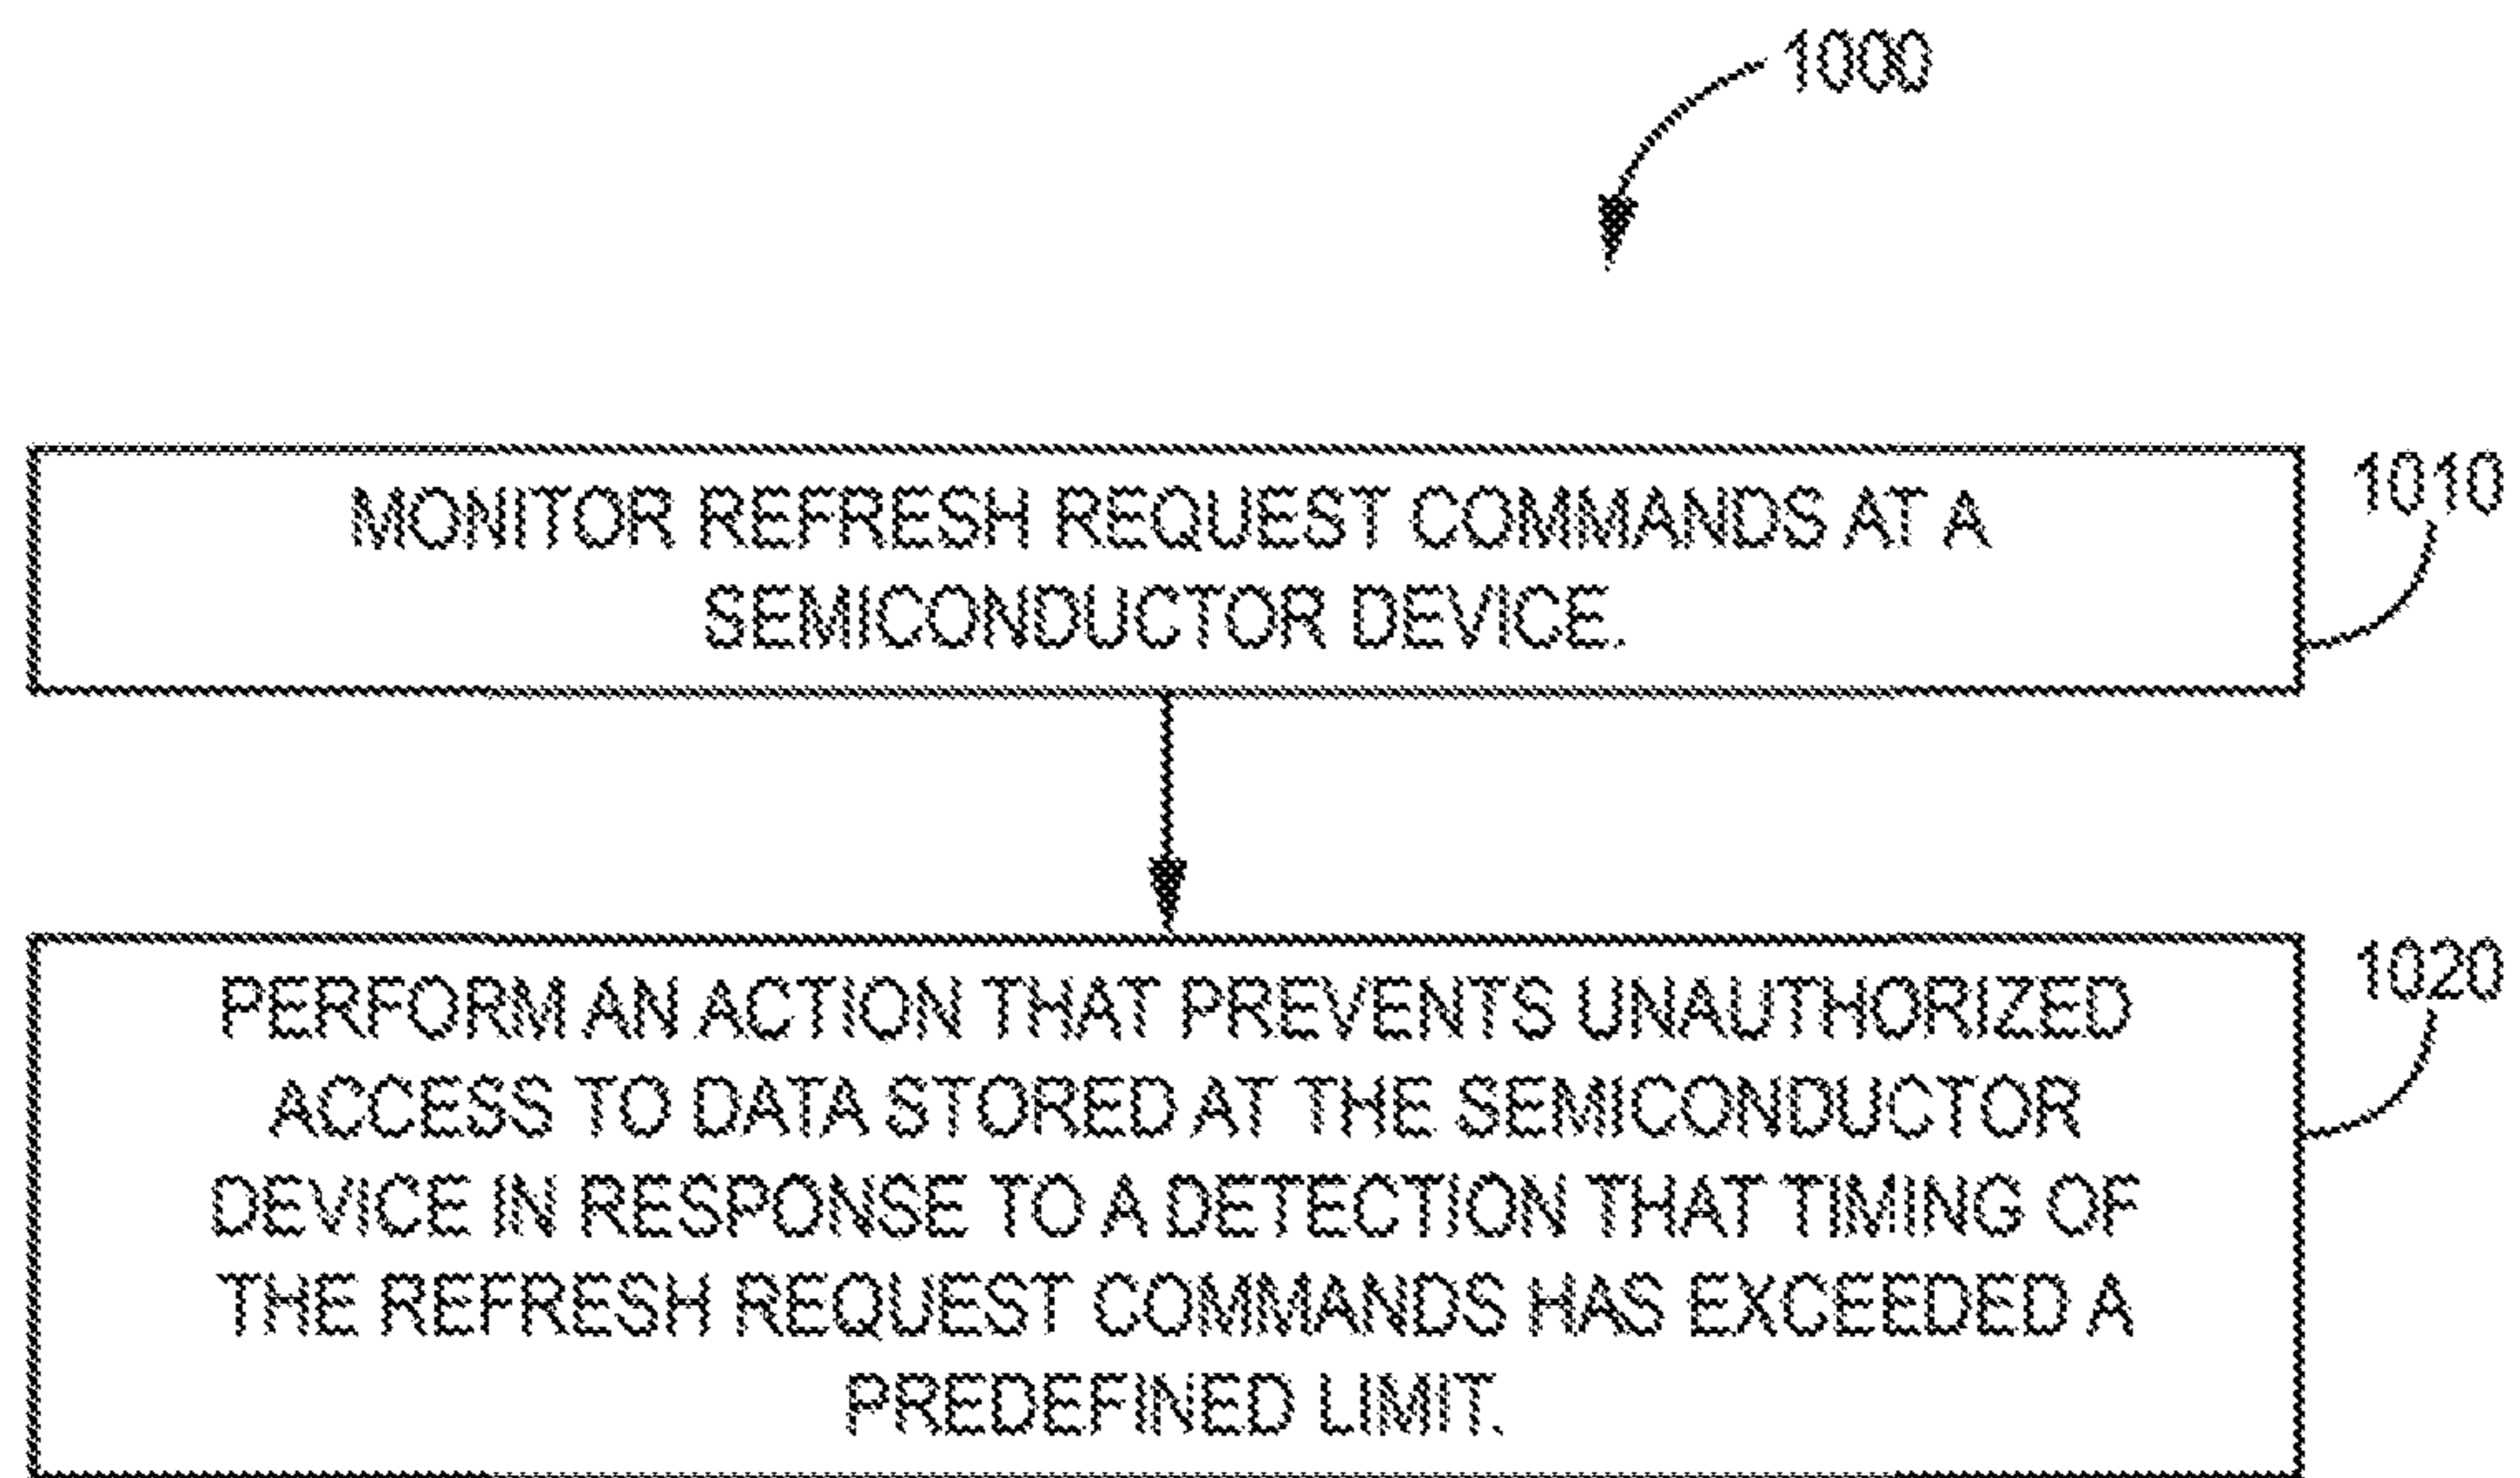 1000
MONITOR REFRESH REQUEST COMMANDS AT A
SEMICONDUCTOR DEVICE.
1010
PERFORM AN ACTION THAT PREVENTS UNAUTHORIZED
ACCESS TO DATA STORED AT THE SEMICONDUCTOR
DEVICE IN RESPONSE TO A DETECTION THAT TIMING OF
THE REFRESH REQUEST COMMANDS HAS EXCEEDED A
PREDEFINED LIMIT.
1020